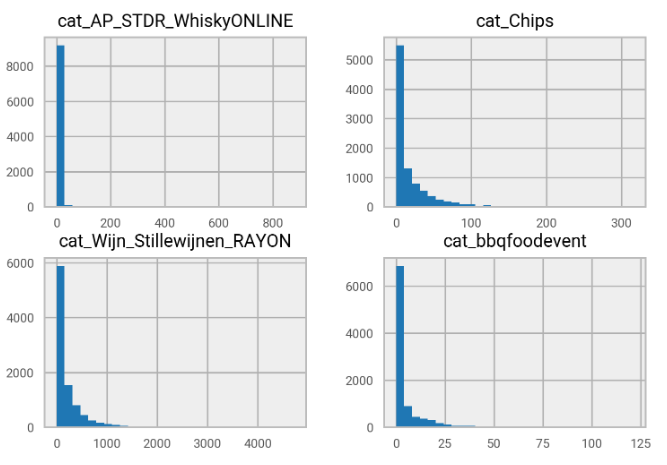 cat_AP_STDR_WhiskyONLINE
8000
6000
4000
2000
0
0 200 400 600 800
cat_Chips
5000
4000
3000
2000
1000
0
0 100 200 300
cat_Wijn_Stillewijnen_RAYON
6000
4000
2000
0
0 1000 2000 3000 4000
cat_bbqfoodevent
6000
4000
2000
0
0 25 50 75 100 125